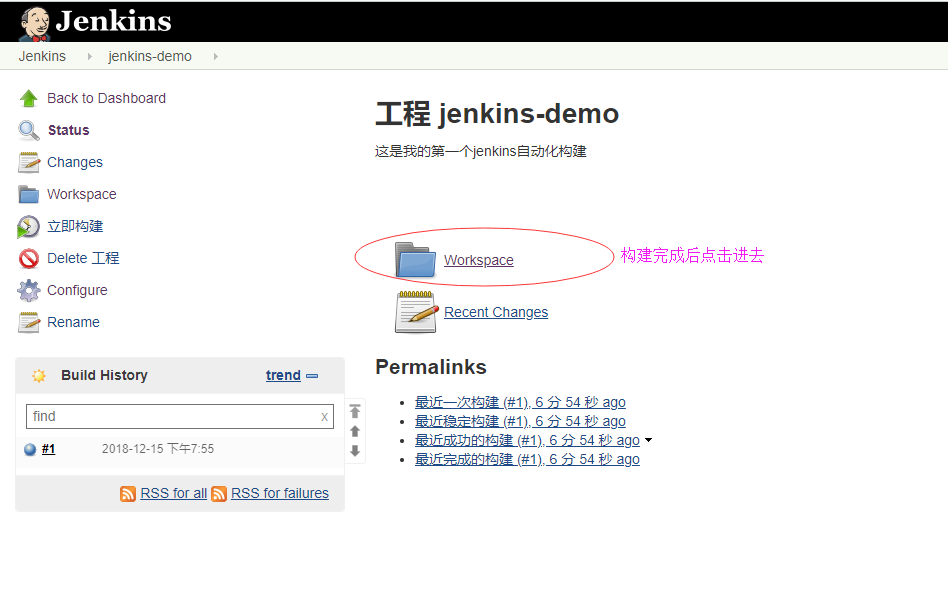 Jenkins
Jenkins jenkins-demo
Back to Dashboard
Status
Changes
Workspace
立即构建
Delete 工程
Configure
Rename
Build History trend
find x
#1 2018-12-15 下午7:55
RSS for all RSS for failures
工程 jenkins-demo
这是我的第一个jenkins自动化构建
Workspace 构建完成后点击进去
Recent Changes
Permalinks
最近一次构建 (#1), 6 分 54 秒 ago
最近稳定构建 (#1), 6 分 54 秒 ago
最近成功的构建 (#1), 6 分 54 秒 ago
最近完成的构建 (#1), 6 分 54 秒 ago